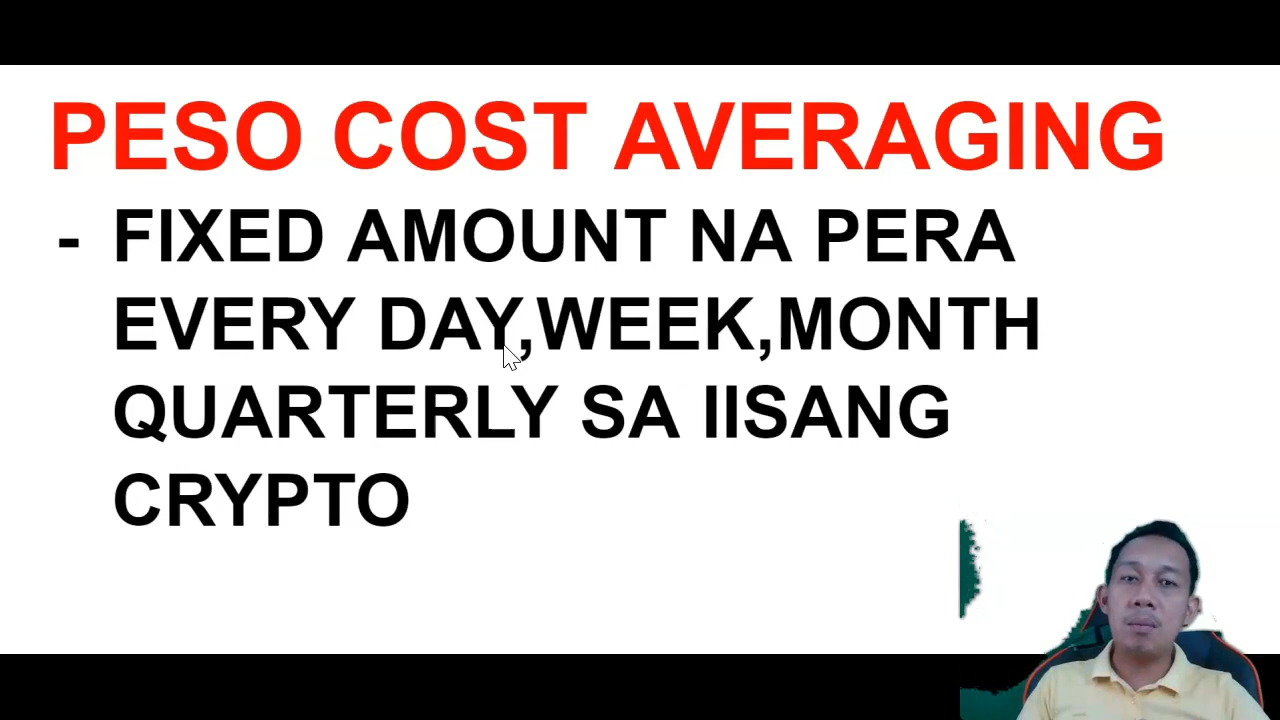 PESO COST AVERAGING
- FIXED AMOUNT NA PERA
EVERY DAY,WEEK,MONTH
QUARTERLY SA IISANG
CRYPTO